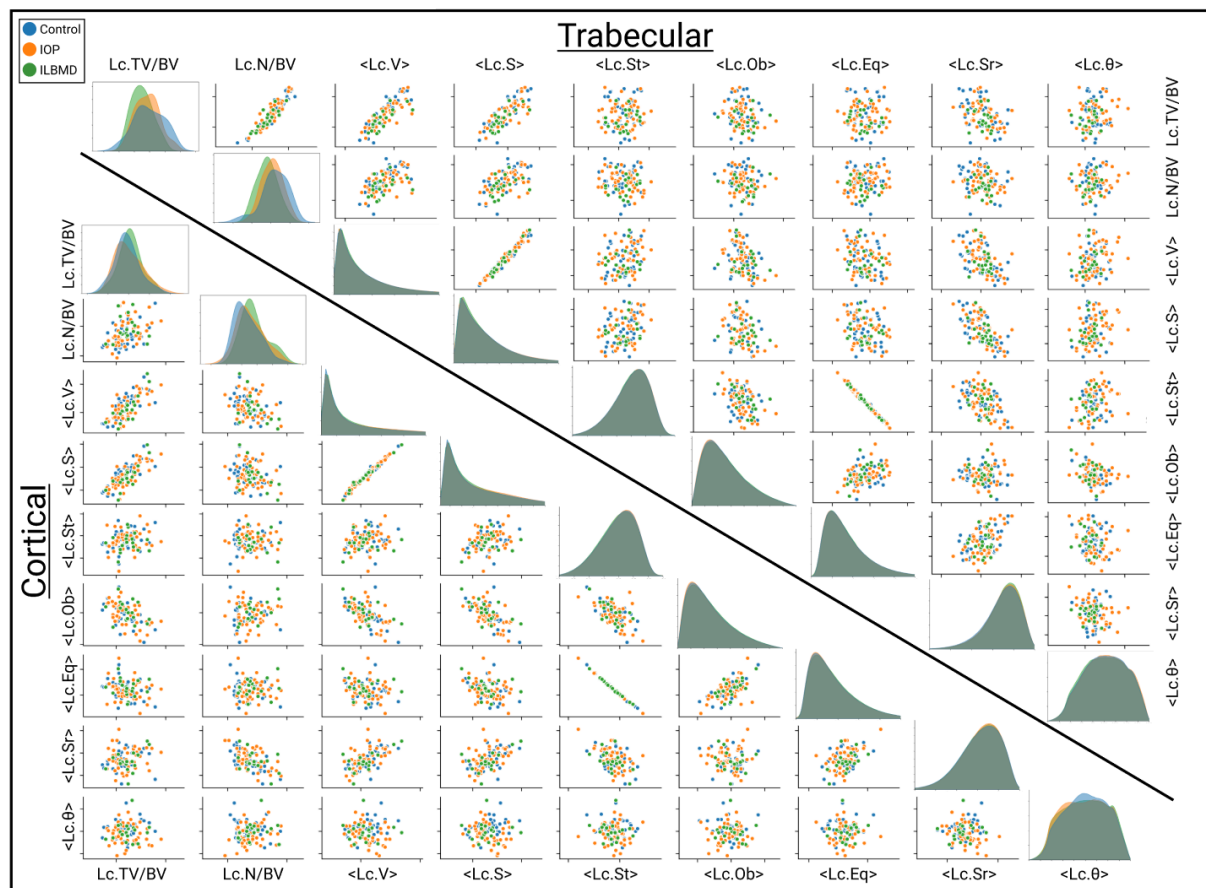 Control
IOP
ILBMD
Trabecular
Lc.TV/BV Lc.N/BV <Lc.V> <Lc.S> <Lc.St> <Lc.Ob> <Lc.Eq> <Lc.Sr> <Lc.θ>
Lc.TV/BV
Lc.N/BV
<Lc.V>
<Lc.S>
<Lc.St>
<Lc.Ob>
<Lc.Eq>
<Lc.Sr>
<Lc.θ>
Cortical
Lc.TV/BV
Lc.N/BV
<Lc.V>
<Lc.S>
<Lc.St>
<Lc.Ob>
<Lc.Eq>
<Lc.Sr>
<Lc.θ>
Lc.TV/BV Lc.N/BV <Lc.V> <Lc.S> <Lc.St> <Lc.Ob> <Lc.Eq> <Lc.Sr> <Lc.θ>